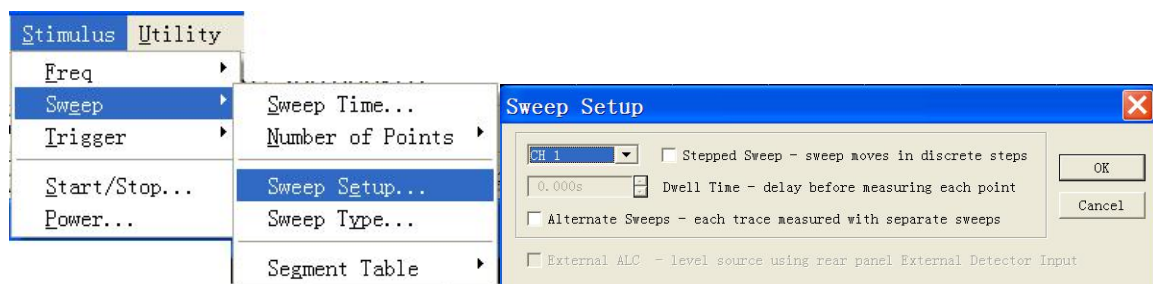 Stimulus Utility
Freq
Sweep
Trigger
Start/Stop...
Power...
Sweep Time...
Number of Points
Sweep Setup...
Sweep Type...
Segment Table
Sweep Setup
CH 1 Stepped Sweep - sweep moves in discrete steps
0.000s Dwell Time - delay before measuring each point
Alternate Sweeps - each trace measured with separate sweeps
External ALC - level source using rear panel External Detector Input
OK
Cancel